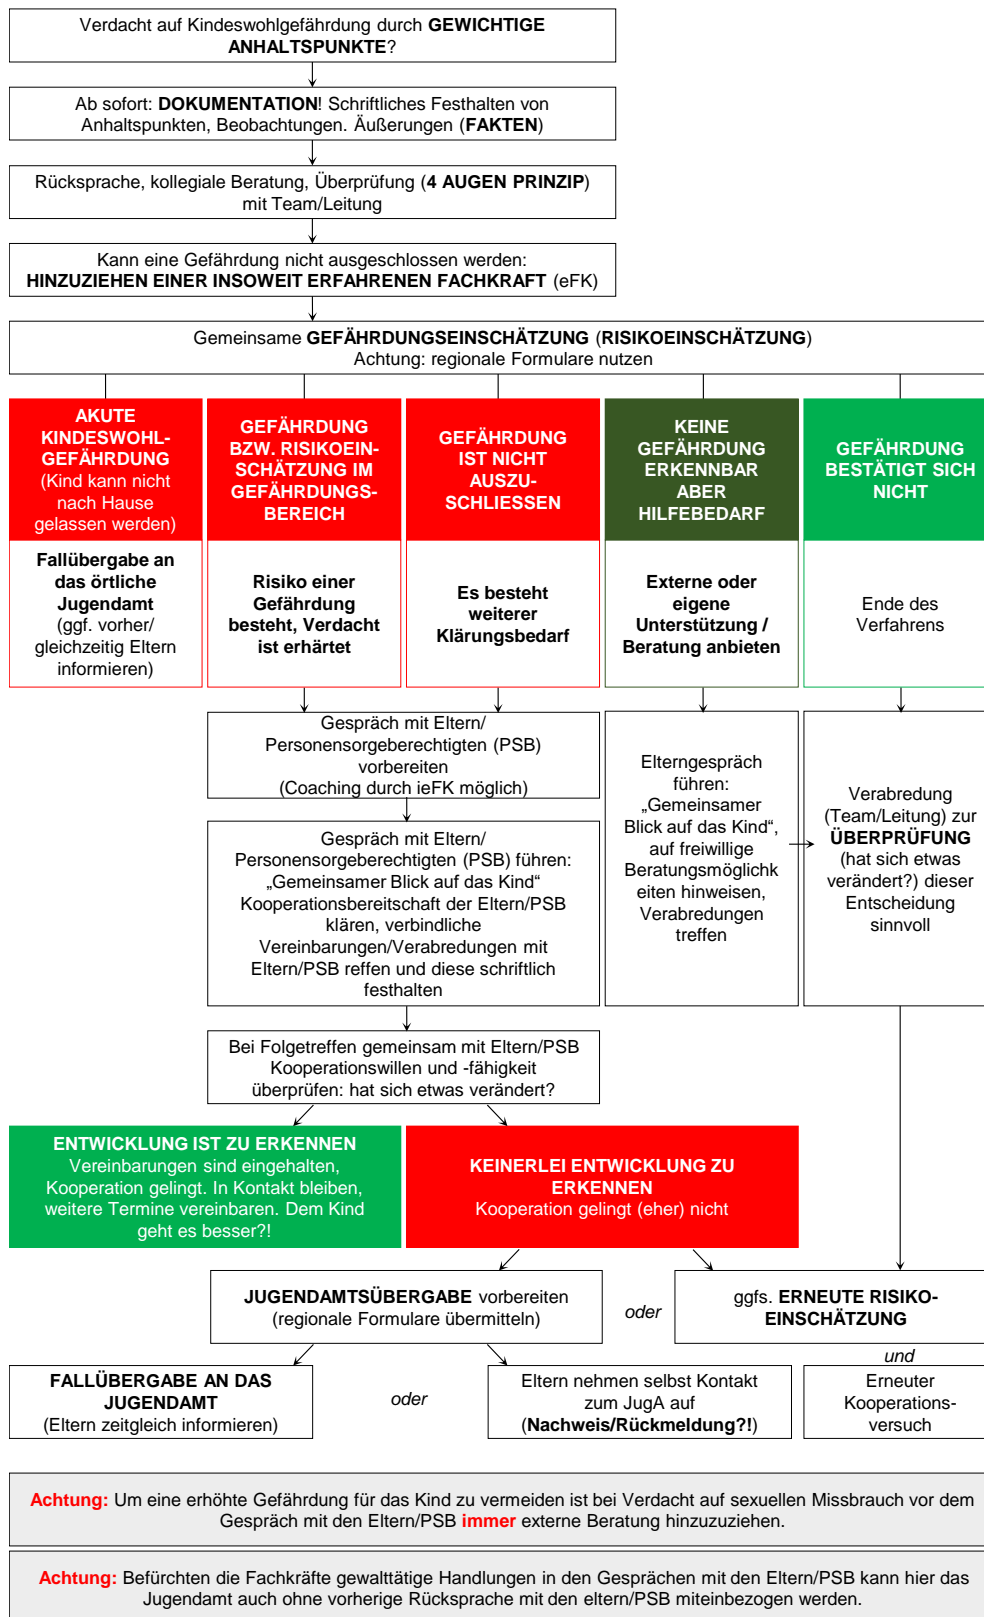 Verdacht auf Kindeswohlgefährdung durch GEWICHTIGE
ANHALTSPUNKTE?
Ab sofort: DOKUMENTATION! Schriftliches Festhalten von
Anhaltspunkten, Beobachtungen. Äußerungen (FAKTEN)
Rücksprache, kollegiale Beratung, Überprüfung (4 AUGEN PRINZIP)
mit Team/Leitung
Kann eine Gefährdung nicht ausgeschlossen werden:
HINZUZIEHEN EINER INSOWEIT ERFAHRENEN FACHKRAFT (eFK)
Gemeinsame GEFÄHRDUNGSEINSCHÄTZUNG (RISIKOEINSCHÄTZUNG)
Achtung: regionale Formulare nutzen
AKUTE
KINDESWOHL-
GEFÄHRDUNG
(Kind kann nicht
nach Hause
gelassen werden)
GEFÄHRDUNG
BZW. RISIKOEIN-
SCHÄTZUNG IM
GEFÄHRDUNGS-
BEREICH
GEFÄHRDUNG
IST NICHT
AUSZU-
SCHLIESSEN
KEINE
GEFÄHRDUNG
ERKENNBAR
ABER
HILFEBEDARF
GEFÄHRDUNG
BESTÄTIGT SICH
NICHT
Fallübergabe an
das örtliche
Jugendamt
(ggf. vorher/
gleichzeitig Eltern
informieren)
Risiko einer
Gefährdung
besteht, Verdacht
ist erhärtet
Es besteht
weiterer
Klärungsbedarf
Externe oder
eigene
Unterstützung /
Beratung anbieten
Ende des
Verfahrens
Gespräch mit Eltern/
Personensorgeberechtigten (PSB)
vorbereiten
(Coaching durch ieFK möglich)
Gespräch mit Eltern/
Personensorgeberechtigten (PSB) führen:
„Gemeinsamer Blick auf das Kind“
Kooperationsbereitschaft der Eltern/PSB
klären, verbindliche
Vereinbarungen/Verabredungen mit
Eltern/PSB reffen und diese schriftlich
festhalten
Elterngespräch
führen:
„Gemeinsamer
Blick auf das Kind“,
auf freiwillige
Beratungsmöglichk
eiten hinweisen,
Verabredungen
treffen
Verabredung
(Team/Leitung) zur
ÜBERPRÜFUNG
(hat sich etwas
verändert?) dieser
Entscheidung
sinnvoll
Bei Folgetreffen gemeinsam mit Eltern/PSB
Kooperationswillen und -fähigkeit
überprüfen: hat sich etwas verändert?
ENTWICKLUNG IST ZU ERKENNEN
Vereinbarungen sind eingehalten,
Kooperation gelingt. In Kontakt bleiben,
weitere Termine vereinbaren. Dem Kind
geht es besser?!
KEINERLEI ENTWICKLUNG ZU
ERKENNEN
Kooperation gelingt (eher) nicht
JUGENDAMTSÜBERGABE vorbereiten
(regionale Formulare übermitteln)
oder
ggfs. ERNEUTE RISIKO-
EINSCHÄTZUNG
und
FALLÜBERGABE AN DAS
JUGENDAMT
(Eltern zeitgleich informieren)
oder
Eltern nehmen selbst Kontakt
zum JugA auf
(Nachweis/Rückmeldung?!)
Erneuter
Kooperations-
versuch
Achtung: Um eine erhöhte Gefährdung für das Kind zu vermeiden ist bei Verdacht auf sexuellen Missbrauch vor dem
Gespräch mit den Eltern/PSB immer externe Beratung hinzuzuziehen.
Achtung: Befürchten die Fachkräfte gewalttätige Handlungen in den Gesprächen mit den Eltern/PSB kann hier das
Jugendamt auch ohne vorherige Rücksprache mit den eltern/PSB miteinbezogen werden.